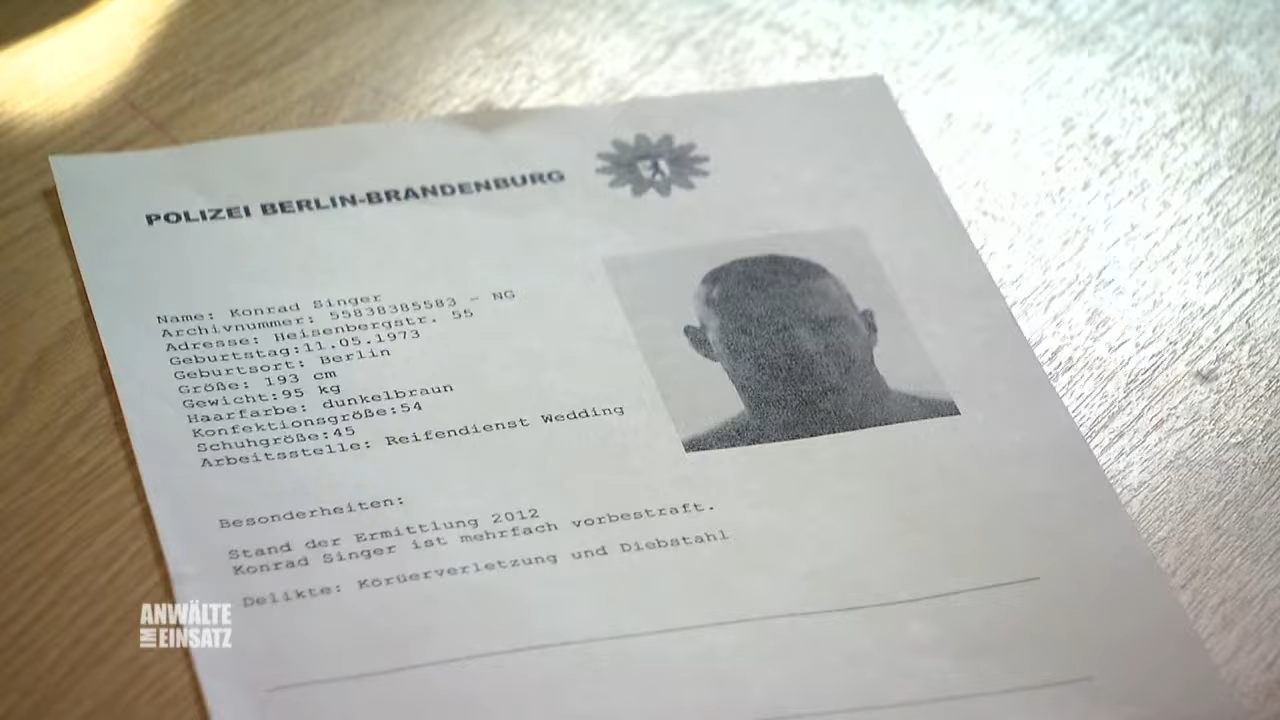 POLIZEI BERLIN-BRANDENBURG
Name: Konrad Singer
Archivnummer: 55838385583 - NG
Adresse: Heisenbergstr. 55
Geburtstag:11.05.1973
Geburtsort: Berlin
Größe: 193 cm
Gewicht:95 kg
Haarfarbe: dunkelbraun
Konfektionsgröße:54
Schuhgröße:45
Arbeitsstelle: Reifendienst Wedding
Besonderheiten:
Stand der Ermittlung 2012
Konrad Singer ist mehrfach vorbestraft.
Delikte: Körüerverletzung und Diebstahl
ANWÄLTE
IM EINSATZ